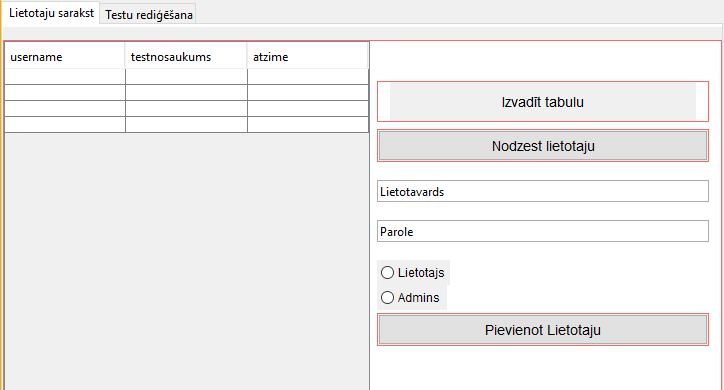 Lietotaju sarakst
Testu rediģēšana
username testnosaukums atzime
Izvadīt tabulu
Nodzest lietotaju
Lietotavards
Parole
Lietotajs
Admins
Pievienot Lietotaju